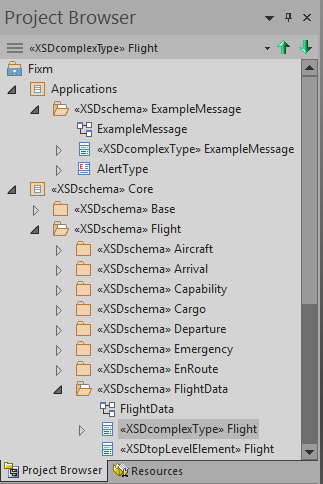 Project Browser
«XSDcomplexType» Flight
Fixm
Applications
«XSDschema» ExampleMessage
ExampleMessage
«XSDcomplexType» ExampleMessage
AlertType
«XSDschema» Core
«XSDschema» Base
«XSDschema» Flight
«XSDschema» Aircraft
«XSDschema» Arrival
«XSDschema» Capability
«XSDschema» Cargo
«XSDschema» Departure
«XSDschema» Emergency
«XSDschema» EnRoute
«XSDschema» FlightData
FlightData
«XSDcomplexType» Flight
«XSDtopLevelElement» Flight
Project Browser Resources